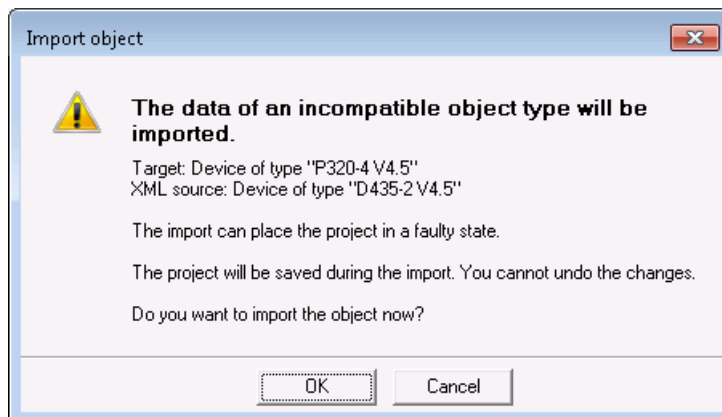 Import object
The data of an incompatible object type will be
imported.
Target: Device of type "P320-4 V4.5"
XML source: Device of type "D435-2 V4.5"
The import can place the project in a faulty state.
The project will be saved during the import. You cannot undo the changes.
Do you want to import the object now?
OK
Cancel